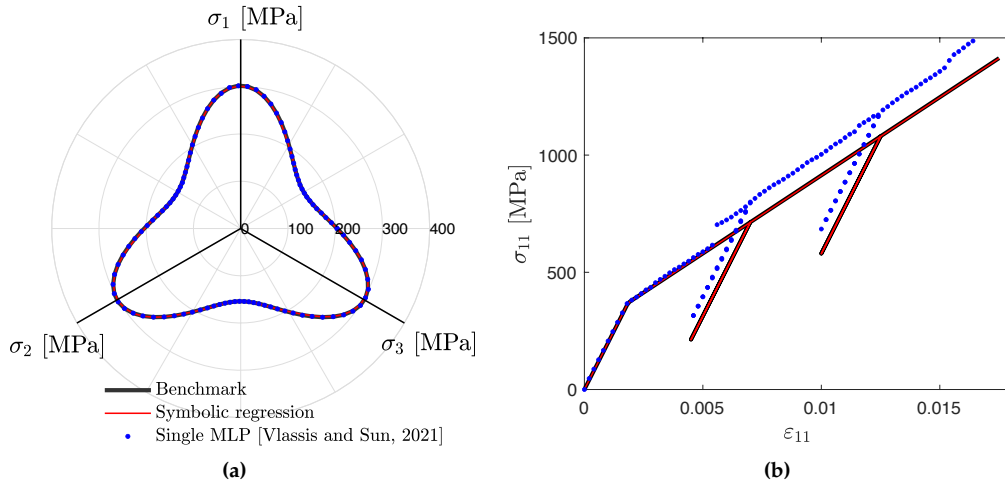 σ1 [MPa]
0 100 200 300 400
σ2 [MPa]
σ3 [MPa]
Benchmark
Symbolic regression
Single MLP [Vlassis and Sun, 2021]
(a)
1500
1000
500
0
σ11 [MPa]
0 0.005 0.01 0.015
ε11
(b)